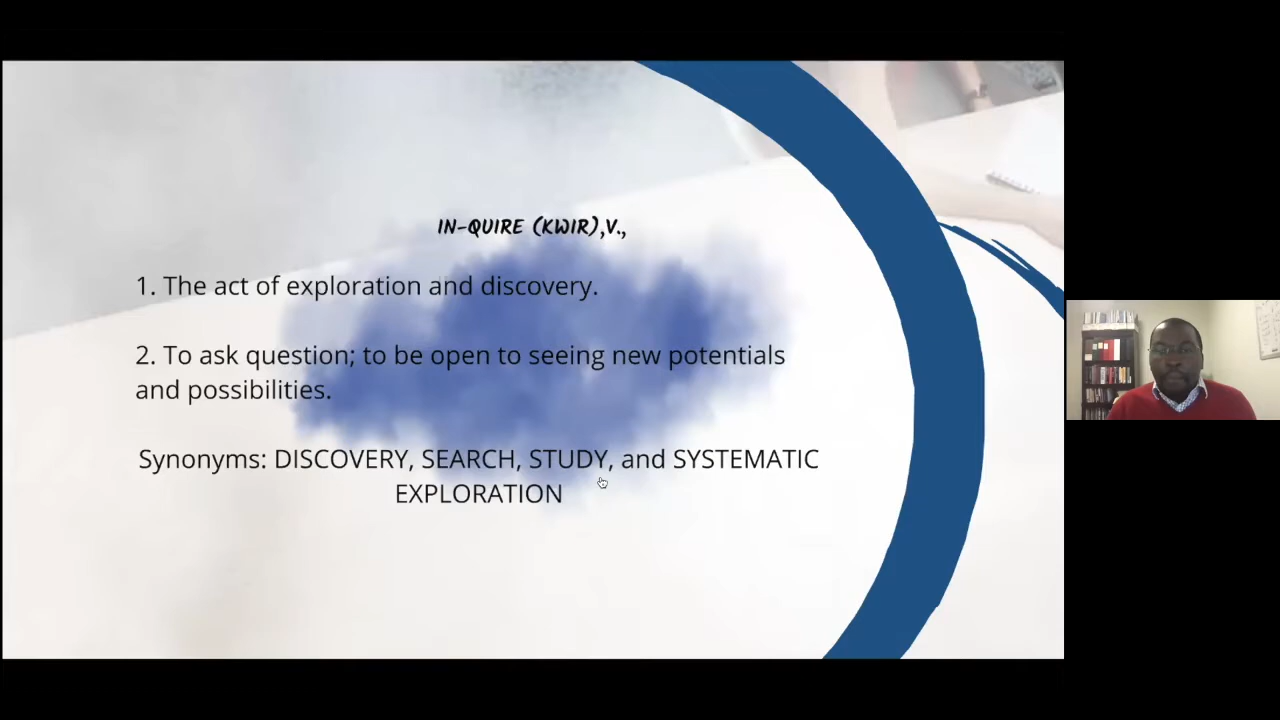 IN-QUIRE (KWIR),V.,
1. The act of exploration and discovery.
2. To ask question; to be open to seeing new potentials
and possibilities.
Synonyms: DISCOVERY, SEARCH, STUDY, and SYSTEMATIC
EXPLORATION